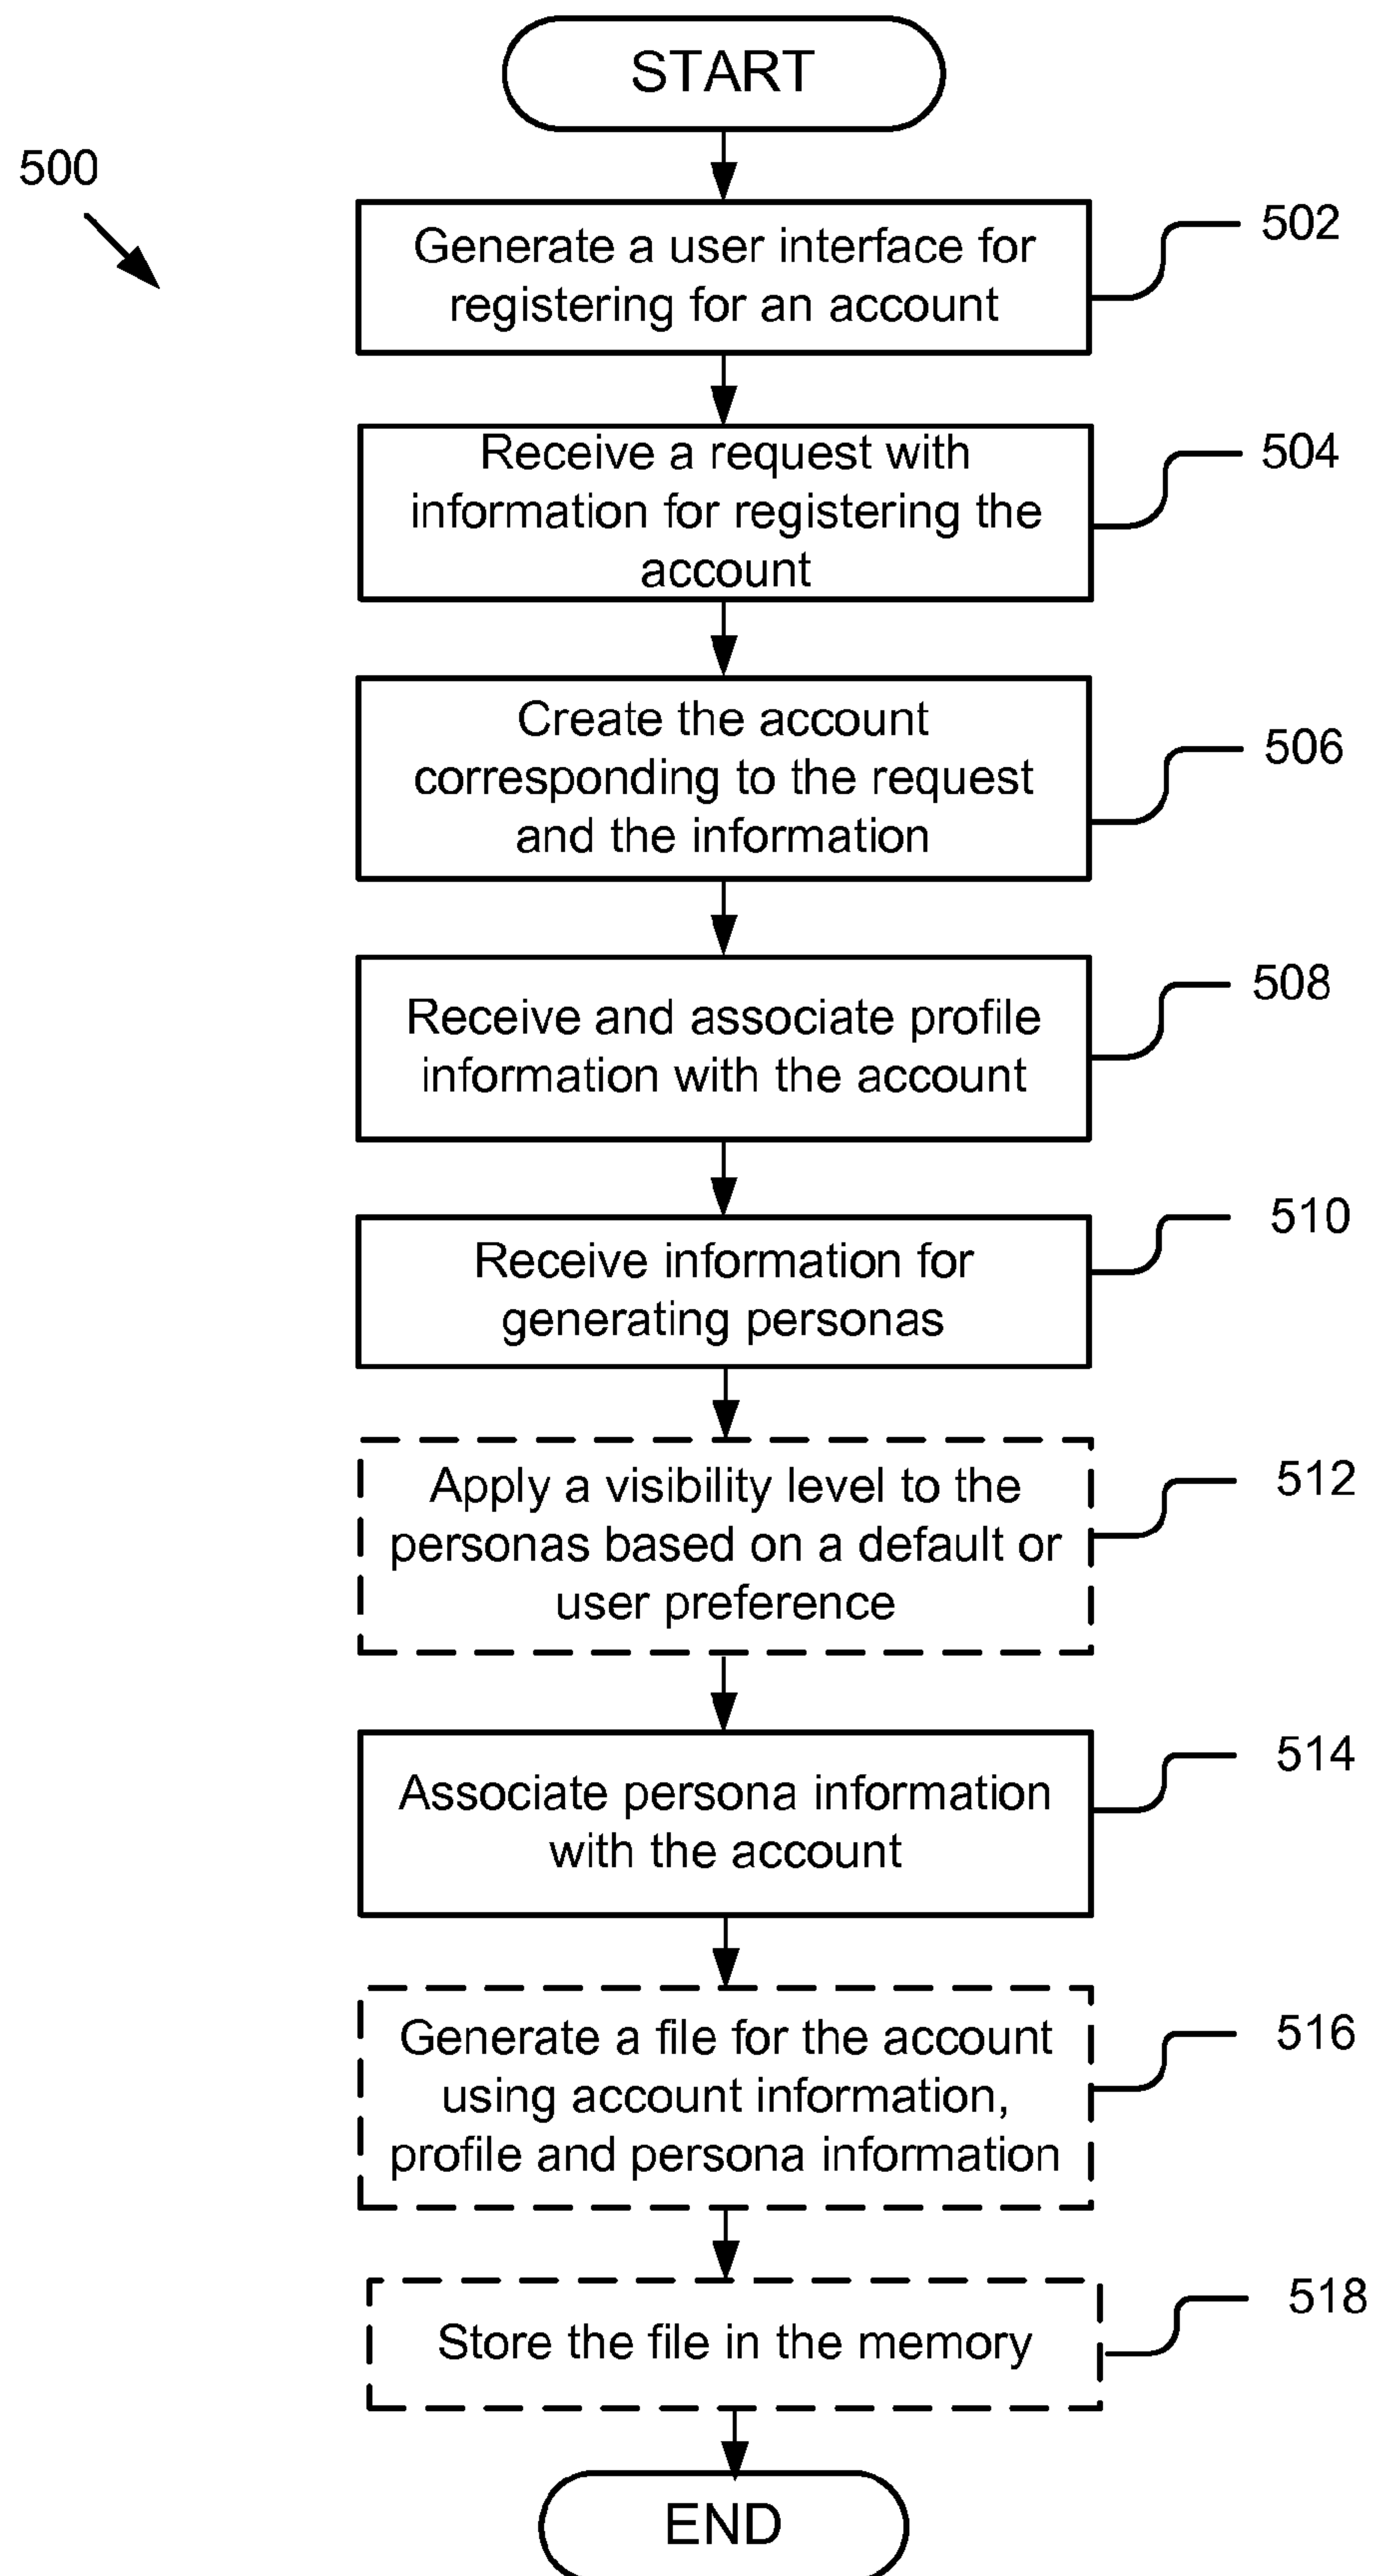 START
500
Generate a user interface for
registering for an account
502
Receive a request with
information for registering the
account
504
Create the account
corresponding to the request
and the information
506
Receive and associate profile
information with the account
508
Receive information for
generating personas
510
Apply a visibility level to the
personas based on a default or
user preference
512
Associate persona information
with the account
514
Generate a file for the account
using account information,
profile and persona information
516
Store the file in the memory
518
END